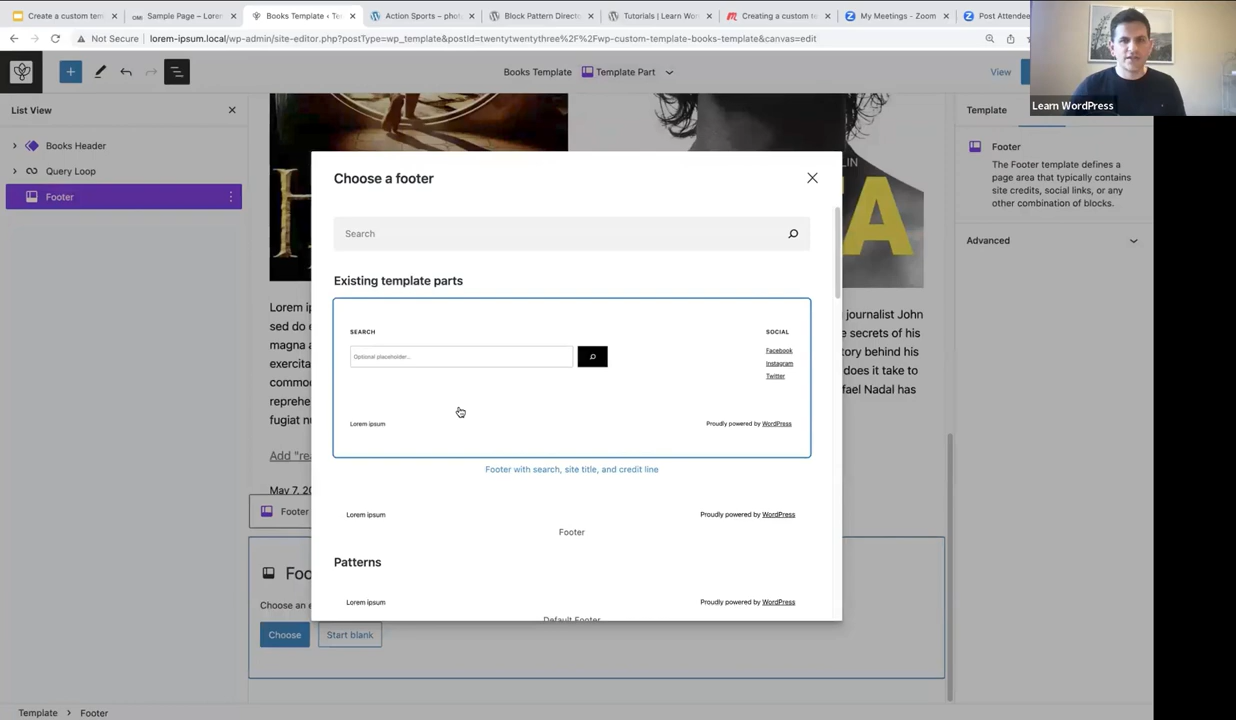 Create a custom tem
Sample Page – Loren
Books Template ‹ Te
Action Sports – phot
Block Pattern Direct
Tutorials | Learn Wor
Creating a custom te
My Meetings - Zoom
Post Attendee
Not Secure
lorem-ipsum.local/wp-admin/site-editor.php?postType=wp_template&postId=twentytwentythree%2F%2Fwp-custom-template-books-template&canvas=edit
Books Template
Template Part
View
Learn WordPress
List View
Template
Books Header
Query Loop
Footer
Footer
The Footer template defines a
page area that typically contains
site credits, social links, or any
other combination of blocks.
Advanced
Choose a footer
Search
Existing template parts
SEARCH
SOCIAL
Optional placeholder...
Facebook
Instagram
Twitter
Lorem ipsum
Proudly powered by WordPress
Footer with search, site title, and credit line
Lorem ipsum
Proudly powered by WordPress
Footer
Patterns
Lorem ipsum
Proudly powered by WordPress
Default Footer
LIN
A
H
Lorem ip
sed do e
magna a
exercita
commod
reprehe
fugiat nu
Add "rea
May 7, 20
journalist John
e secrets of his
tory behind his
does it take to
fael Nadal has
Footer
Foo
Choose an e
Choose
Start blank
Template
Footer